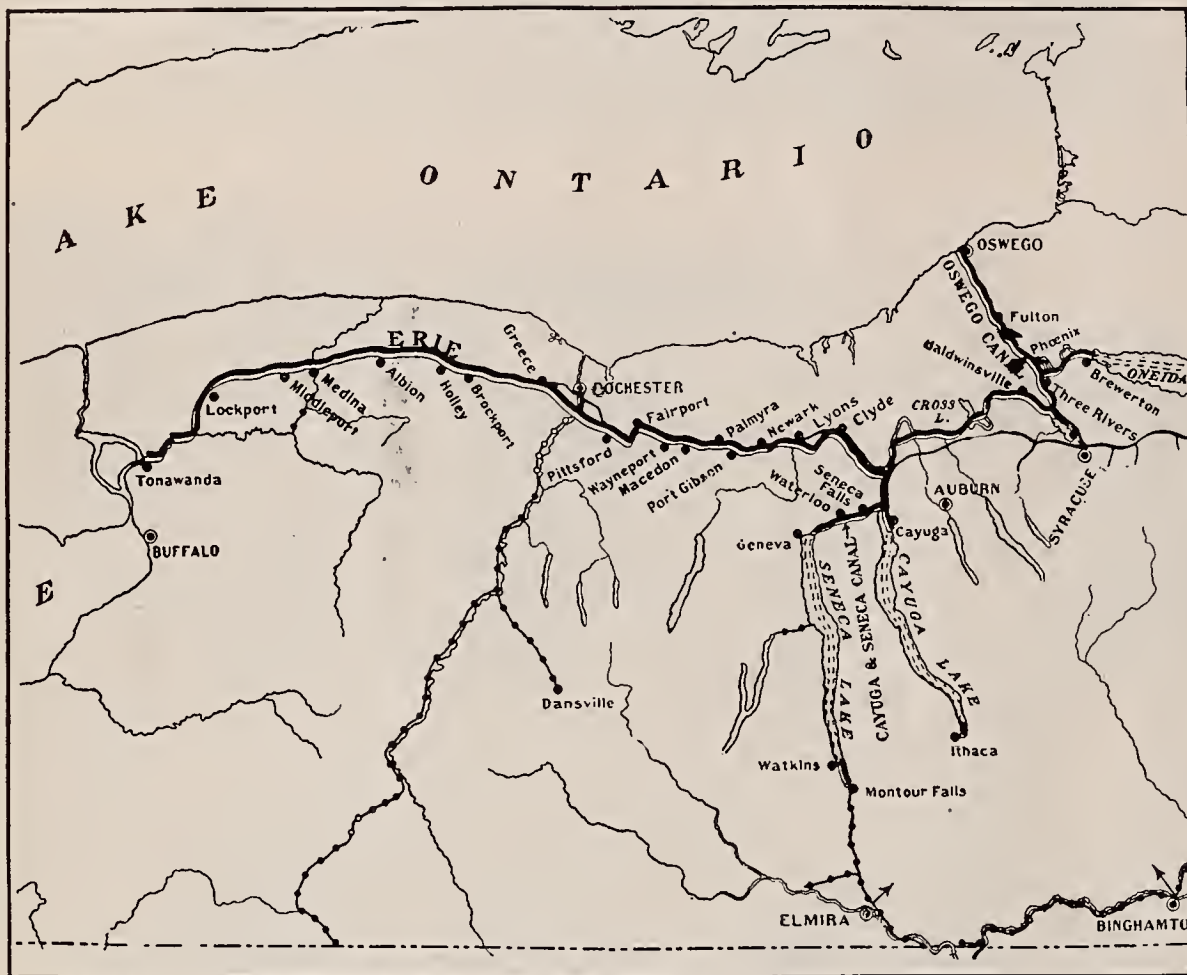 AKE ONTARIO
OSWEGO
OSWEGO CANAL
Fulton
Phœnix
Baldwinsville
ONEIDA
Brewerton
Three Rivers
CROSS L.
SYRACUSE
ERIE
Greece
ROCHESTER
Lockport
Middleport
Medina
Albion
Holley
Brockport
Pittsford
Fairport
Wayneport
Macedon
Palmyra
Port Gibson
Newark
Lyons
Clyde
Tonawanda
BUFFALO
E
Waterloo
Seneca Falls
Geneva
Cayuga
AUBURN
SENECA LAKE
CAYUGA & SENECA CANAL
CAYUGA LAKE
Dansville
Ithaca
Watkins
Montour Falls
ELMIRA
BINGHAMTO